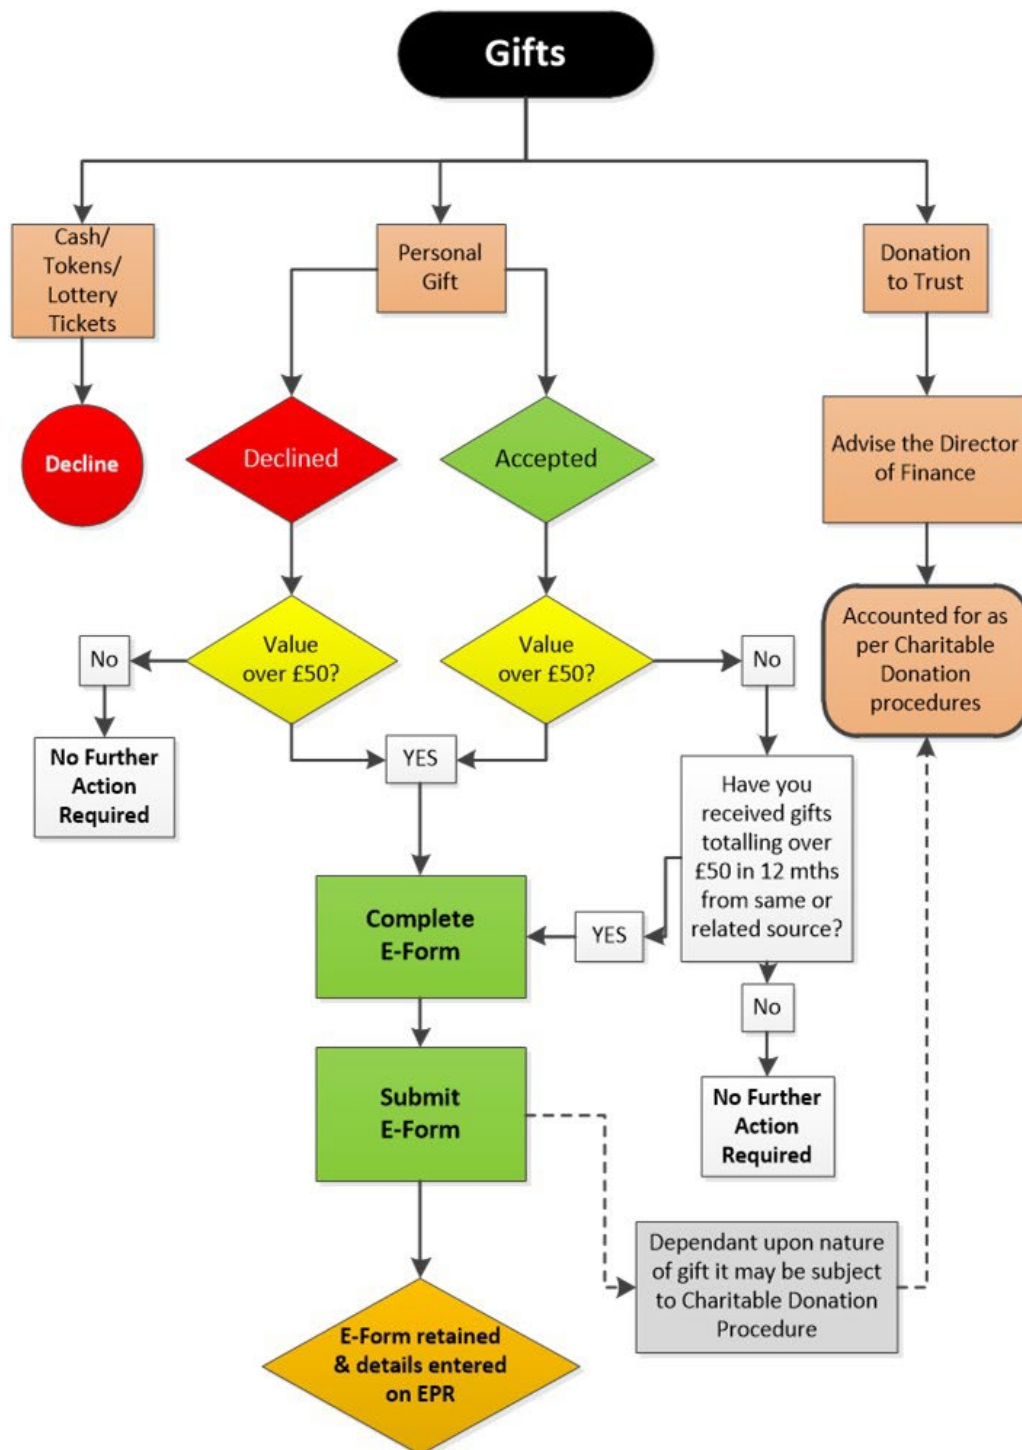 Gifts
Cash/
Tokens/
Lottery
Tickets
Personal
Gift
Donation
to Trust
Decline
Declined
Accepted
Advise the Director
of Finance
Value
over £50?
No
Value
over £50?
No
Accounted for as
per Charitable
Donation
procedures
No Further
Action
Required
YES
Have you
received gifts
totalling over
£50 in 12 mths
from same or
related source?
Complete
E-Form
YES
No
Submit
E-Form
No Further
Action
Required
Dependant upon nature
of gift it may be subject
to Charitable Donation
Procedure
E-Form retained
& details entered
on EPR